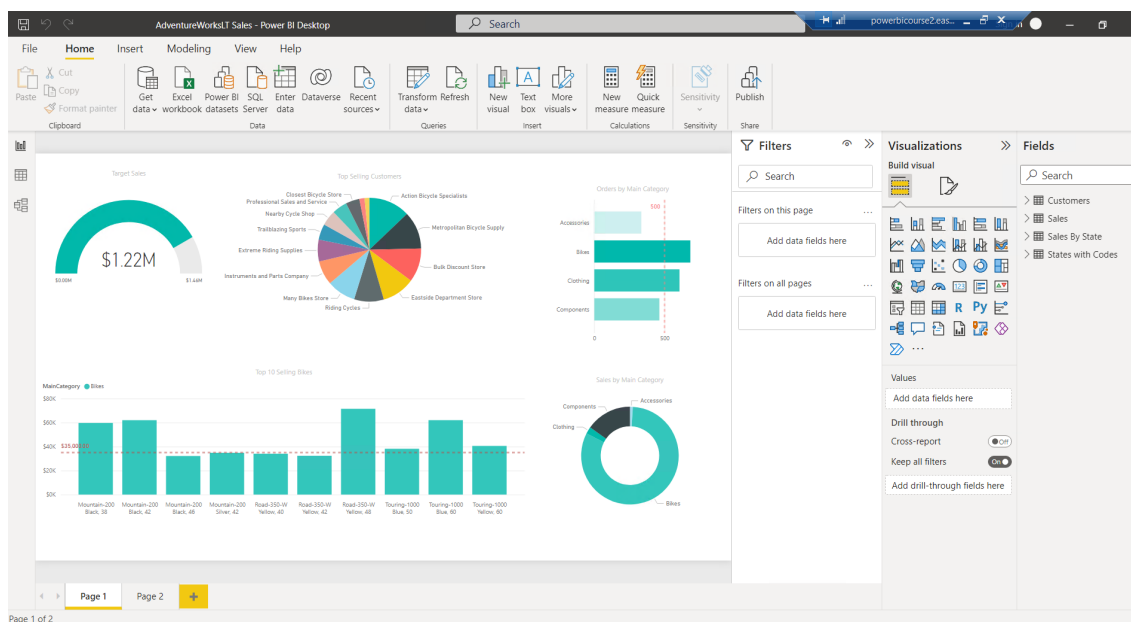 AdventureWorksLT Sales - Power BI Desktop
Search
powerbicourse2.eas...
File Home Insert Modeling View Help
Paste
Cut
Copy
Format painter
Get data
Excel workbook
Power BI datasets
SQL Server
Enter data
Dataverse
Recent sources
Transform data
Refresh
New visual
Text box
More visuals
New measure
Quick measure
Sensitivity
Publish
Clipboard
Data
Queries
Insert
Calculations
Sensitivity
Share
Target Sales
$1.22M
$0.00M
$1.44M
Top Selling Customers
Closest Bicycle Store
Professional Sales and Service
Nearby Cycle Shop
Trailblazing Sports
Extreme Riding Supplies
Instruments and Parts Company
Many Bikes Store
Riding Cycles
Action Bicycle Specialists
Metropolitan Bicycle Supply
Bulk Discount Store
Eastside Department Store
Orders by Main Category
500
Accessories
Bikes
Clothing
Components
0
500
Top 10 Selling Bikes
MainCategory
Bikes
$80K
$60K
$40K
$20K
$0K
$35,000.00
Mountain-200 Black, 38
Mountain-200 Black, 42
Mountain-200 Black, 46
Mountain-200 Silver, 42
Road-350-W Yellow, 40
Road-350-W Yellow, 42
Road-350-W Yellow, 48
Touring-1000 Blue, 50
Touring-1000 Blue, 60
Touring-1000 Yellow, 60
Sales by Main Category
Components
Accessories
Clothing
Bikes
Filters
Search
Filters on this page
...
Add data fields here
Filters on all pages
...
Add data fields here
Visualizations
Build visual
123
R
Py
...
Values
Add data fields here
Drill through
Cross-report
Off
Keep all filters
On
Add drill-through fields here
Fields
Search
Customers
Sales
Sales By State
States with Codes
Page 1
Page 2
+
Page 1 of 2